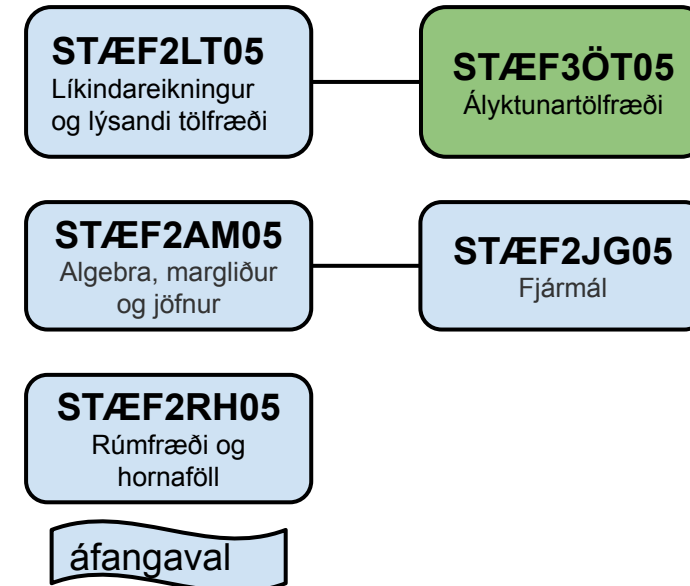 STÆF2LT05
Líkindareikningur
og lýsandi tölfræði
STÆF3ÖT05
Ályktunartölfræði
STÆF2AM05
Algebra, margliður
og jöfnur
STÆF2JG05
Fjármál
STÆF2RH05
Rúmfræði og
hornaföll
áfangaval